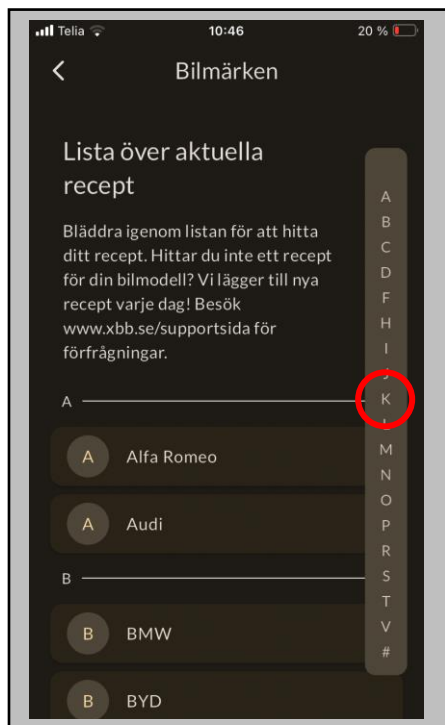 Telia 10:46 20 %
Bilmärken
Lista över aktuella
recept
Bläddra igenom listan för att hitta
ditt recept. Hittar du inte ett recept
för din bilmodell? Vi lägger till nya
recept varje dag! Besök
www.xbb.se/supportsida för
förfrågningar.
A
A Alfa Romeo
A Audi
B
B BMW
B BYD
A
B
C
D
F
H
I
J
K
L
M
N
O
P
R
S
T
V
#